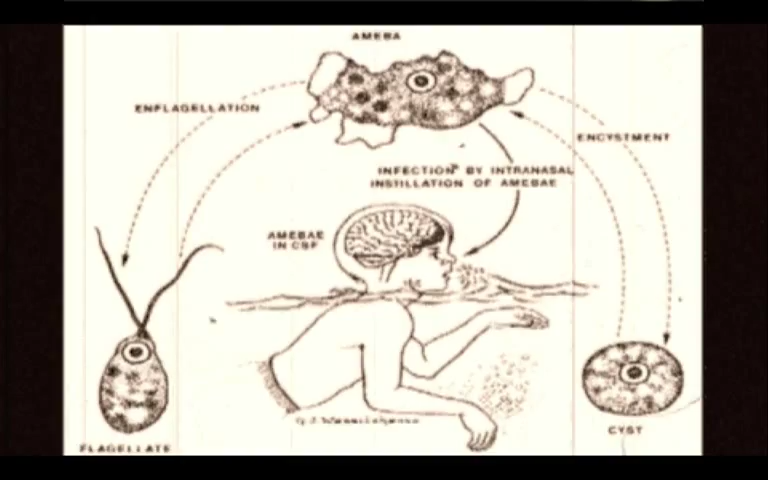 AMEBA
ENFLAGELLATION
ENCYSTMENT
INFECTION BY INTRANASAL
INSTILLATION OF AMEBAE
AMEBAE
IN CSF
CYST
FLAGELLATE